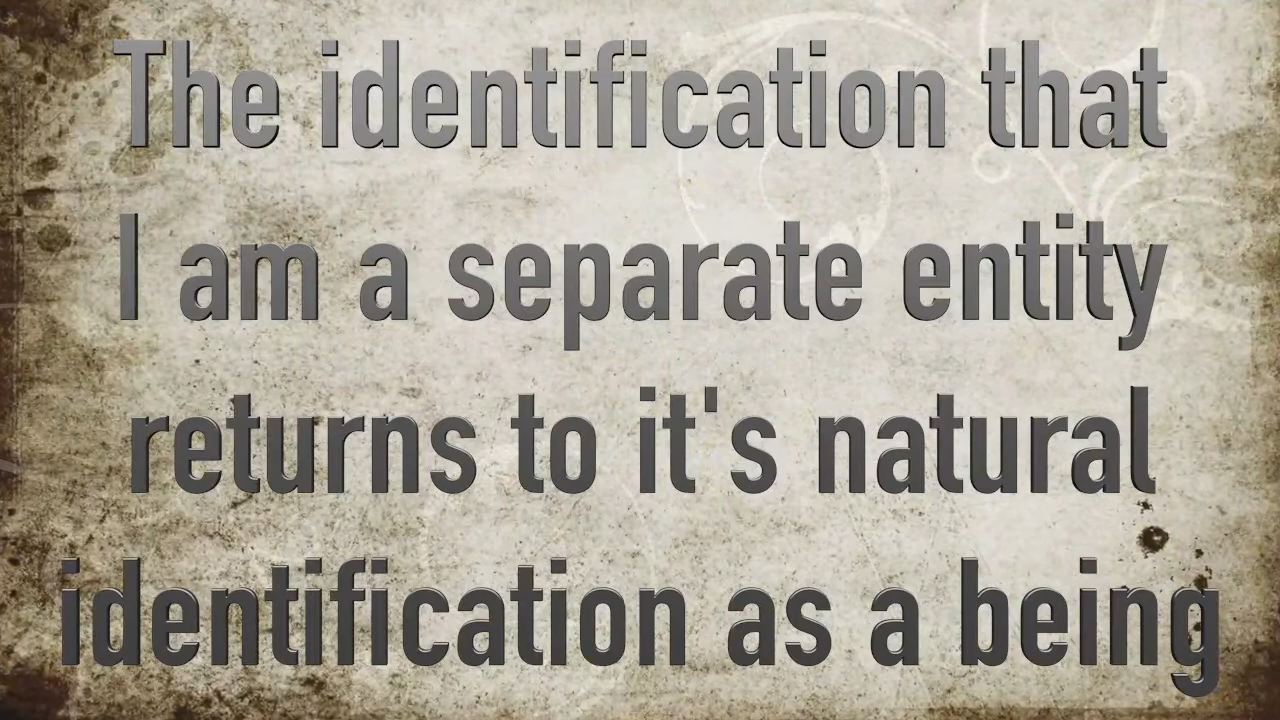 The identification that
I am a separate entity
returns to it's natural
identification as a being